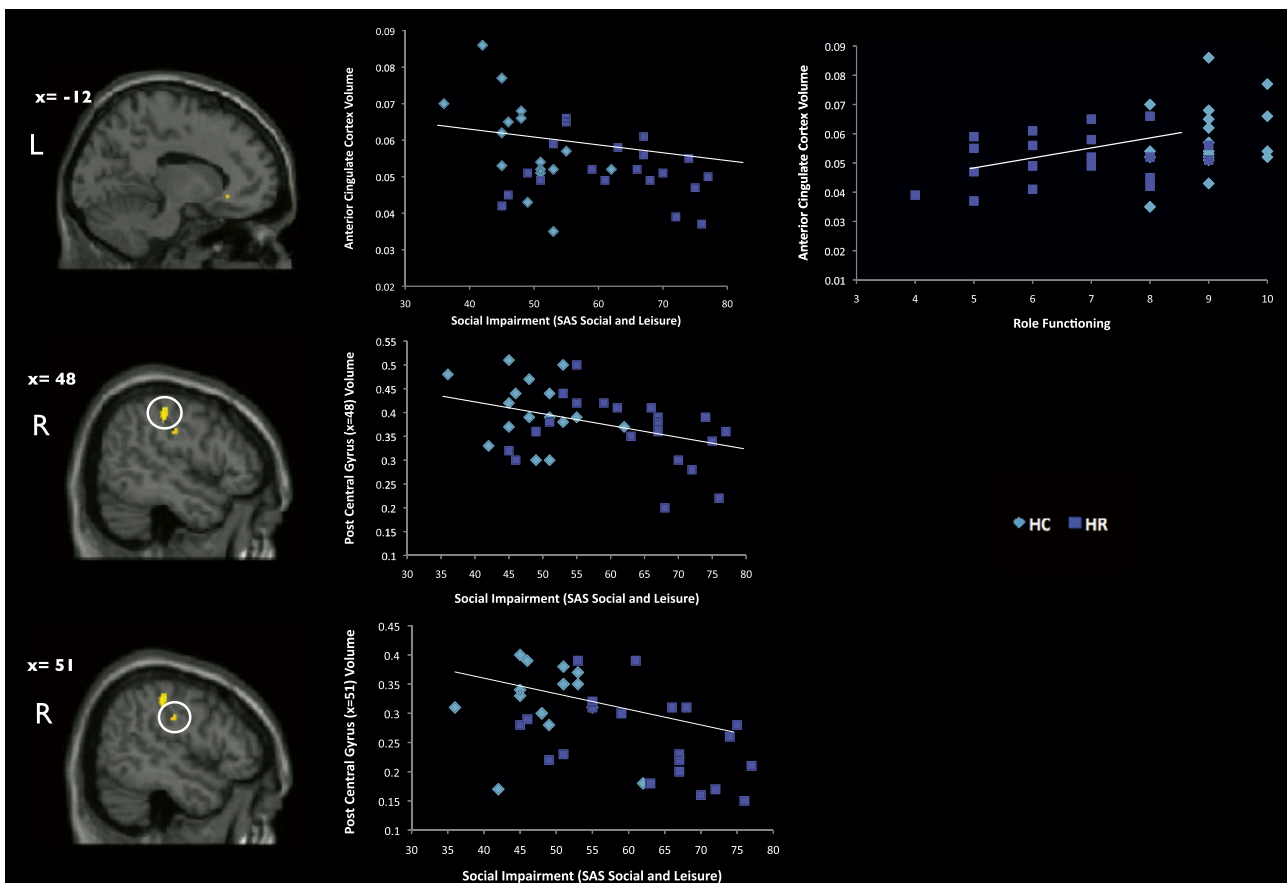 x= -12
L
Anterior Cingulate Cortex Volume
0.09
0.08
0.07
0.06
0.05
0.04
0.03
0.02
30 40 50 60 70 80
Social Impairment (SAS Social and Leisure)
Anterior Cingulate Cortex Volume
0.09
0.08
0.07
0.06
0.05
0.04
0.03
0.02
0.01
3 4 5 6 7 8 9 10
Role Functioning
x= 48
R
Post Central Gyrus (x=48) Volume
0.55
0.5
0.45
0.4
0.35
0.3
0.25
0.2
0.15
0.1
30 35 40 45 50 55 60 65 70 75 80
Social Impairment (SAS Social and Leisure)
HC HR
x= 51
R
Post Central Gyrus (x=51) Volume
0.45
0.4
0.35
0.3
0.25
0.2
0.15
0.1
30 35 40 45 50 55 60 65 70 75 80
Social Impairment (SAS Social and Leisure)